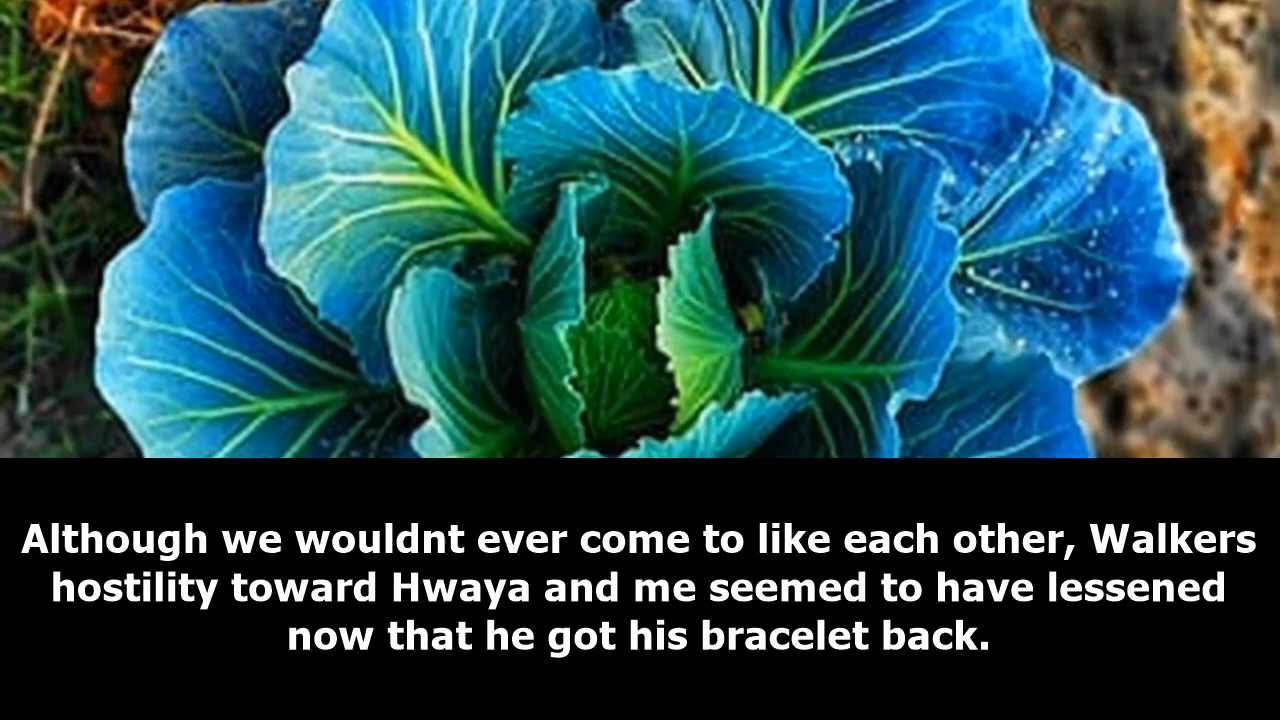 Although we wouldnt ever come to like each other, Walkers
hostility toward Hwaya and me seemed to have lessened
now that he got his bracelet back.